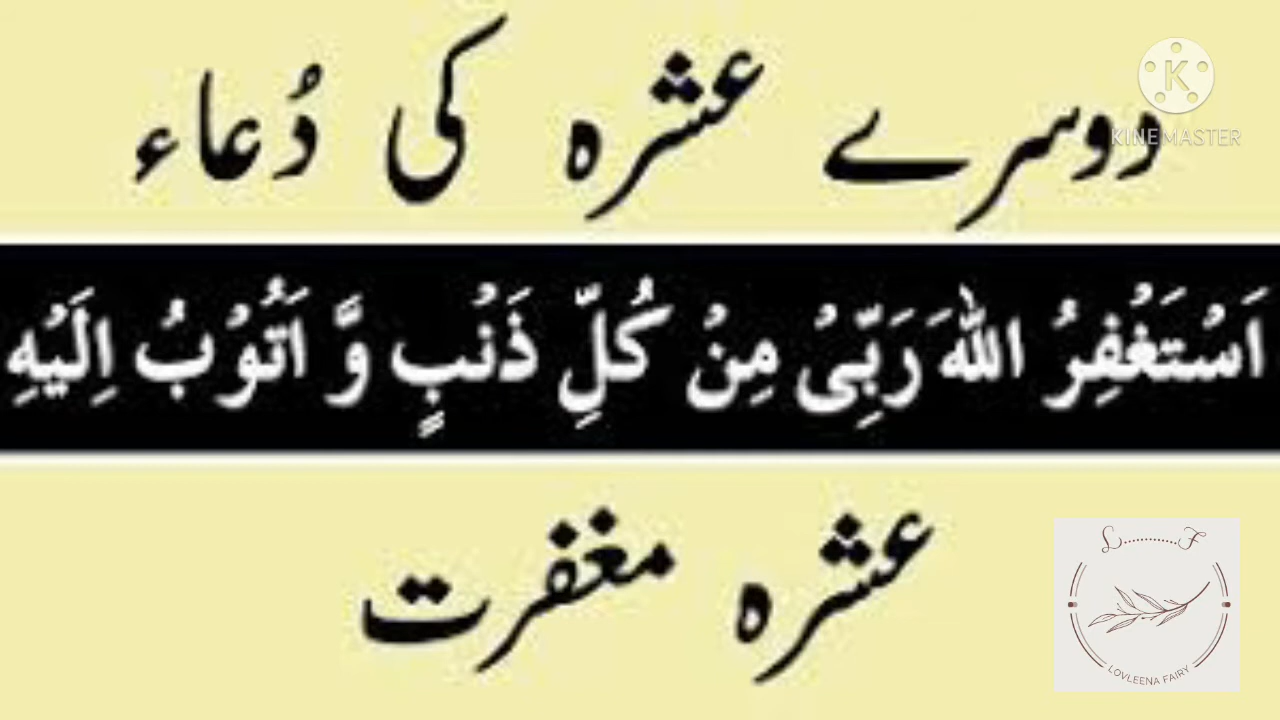 دوسرے عشرہ کی دُعاء
KINEMASTER
اَسْتَغْفِرُ اللہَ رَبِّیْ مِنْ کُلِّ ذَنْۢبٍ وَّ اَتُوْبُ اِلَیْہِ
عشرہ مغفرت
L............F
LOVLEENA FAIRY